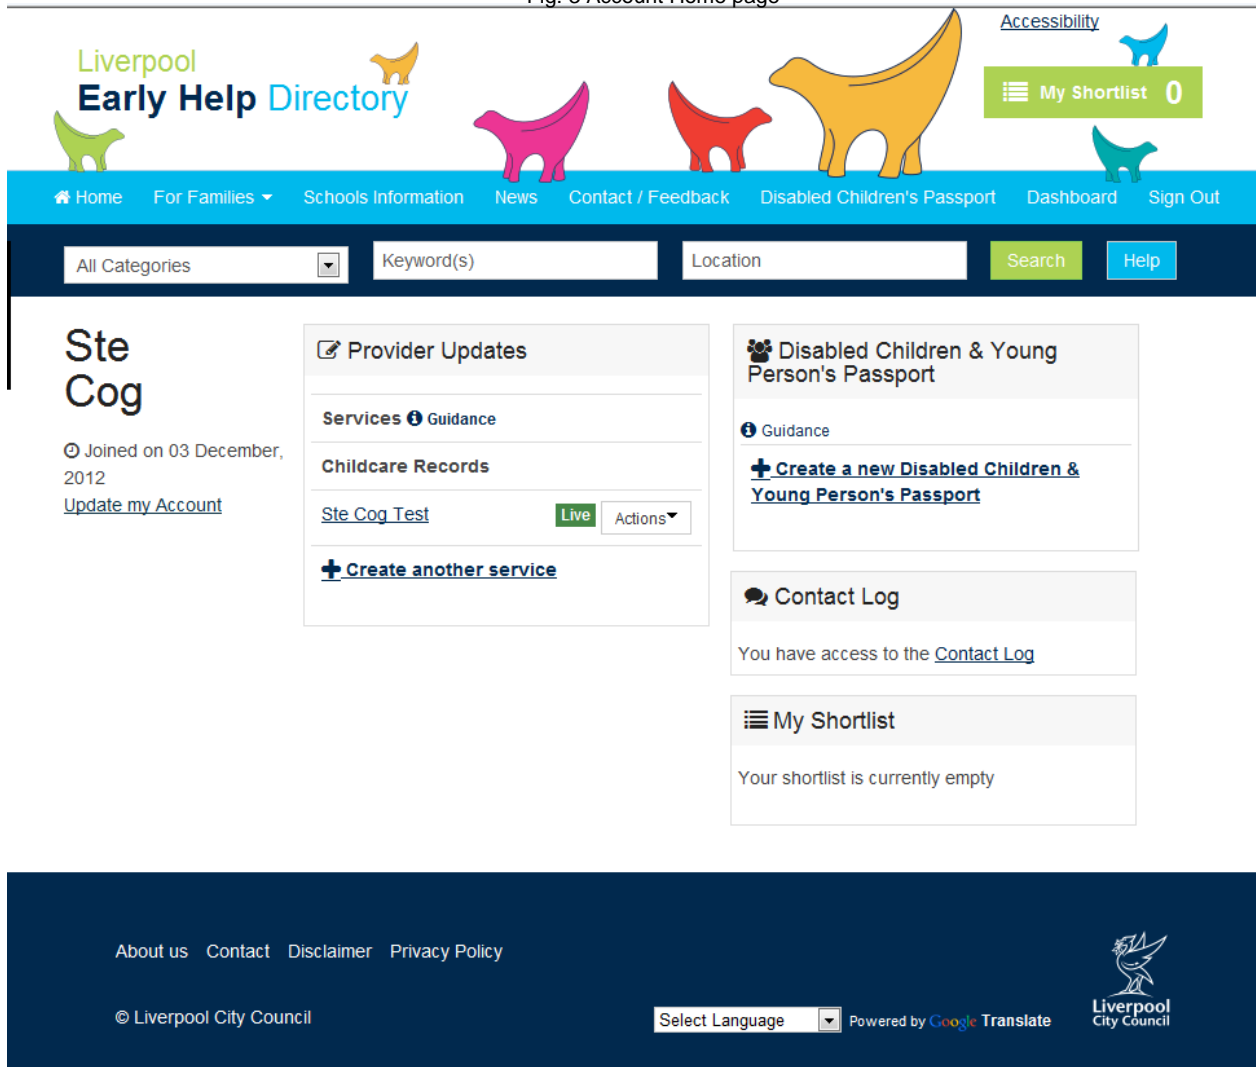 Fig. 3 Account Home page
Accessibility
Liverpool
Early Help Directory
My Shortlist 0
Home For Families Schools Information News Contact / Feedback Disabled Children's Passport Dashboard Sign Out
All Categories Keyword(s) Location Search Help
Ste
Cog
Joined on 03 December,
2012
Update my Account
Provider Updates
Services Guidance
Childcare Records
Ste Cog Test Live Actions
Create another service
Disabled Children & Young
Person's Passport
Guidance
Create a new Disabled Children &
Young Person's Passport
Contact Log
You have access to the Contact Log
My Shortlist
Your shortlist is currently empty
About us Contact Disclaimer Privacy Policy
© Liverpool City Council
Select Language Powered by Google Translate
Liverpool
City Council